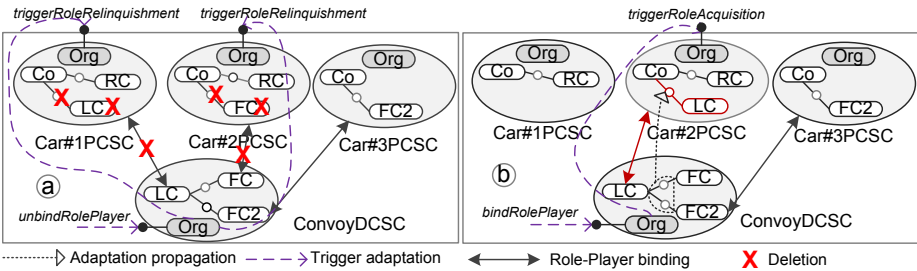 triggerRoleRelinquishment triggerRoleRelinquishment triggerRoleAcquisition
Org Org Org Org Org Org
Co RC Co RC Co Co RC Co RC Co
LC FC FC2 LC FC2
Car#1PCSC Car#2PCSC Car#3PCSC Car#1PCSC Car#2PCSC Car#3PCSC
a LC FC b LC FC
FC2 FC2
unbindRolePlayer Org ConvoyDCSC bindRolePlayer Org ConvoyDCSC
Adaptation propagation Trigger adaptation Role-Player binding X Deletion